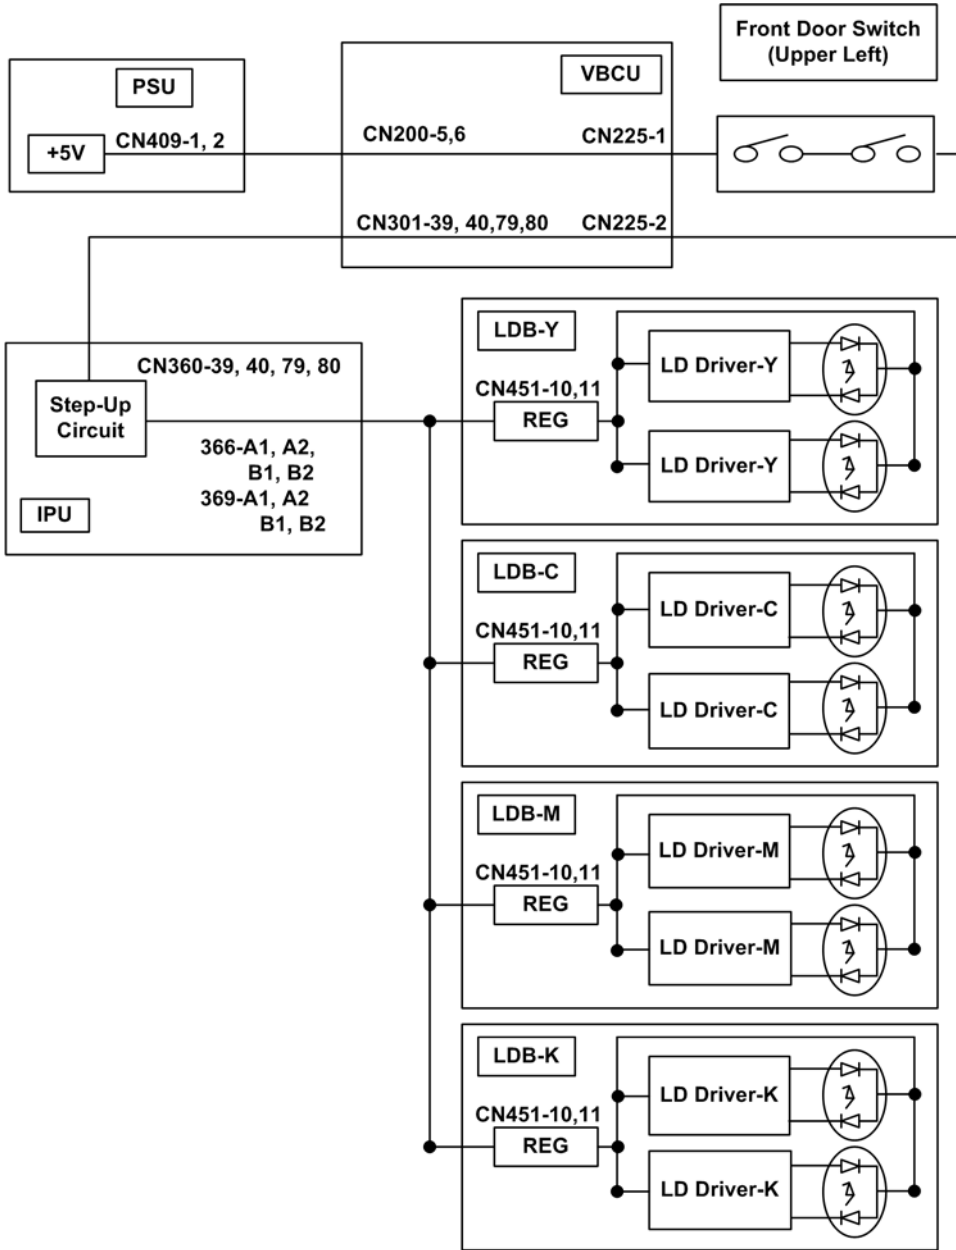 Front Door Switch
(Upper Left)
PSU
VBCU
+5V
CN409-1, 2
CN200-5,6
CN225-1
CN301-39, 40,79,80
CN225-2
CN360-39, 40, 79, 80
Step-Up
Circuit
366-A1, A2,
B1, B2
369-A1, A2
B1, B2
IPU
LDB-Y
CN451-10,11
REG
LD Driver-Y
LD Driver-Y
LDB-C
CN451-10,11
REG
LD Driver-C
LD Driver-C
LDB-M
CN451-10,11
REG
LD Driver-M
LD Driver-M
LDB-K
CN451-10,11
REG
LD Driver-K
LD Driver-K